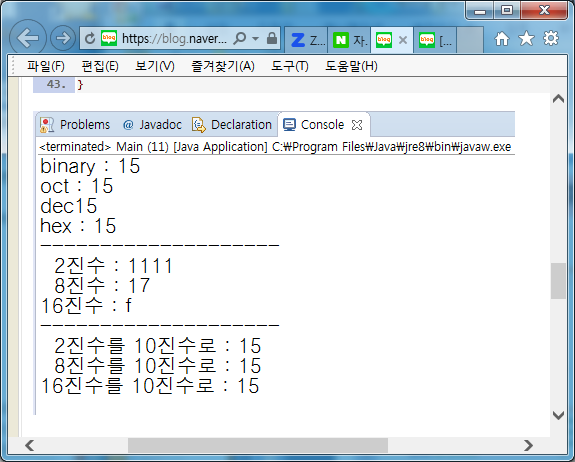 https://blog.naver...
Z...
자...
[...
파일(F) 편집(E) 보기(V) 즐겨찾기(A) 도구(T) 도움말(H)
43. }
Problems @ Javadoc Declaration Console
<terminated> Main (11) [Java Application] C:₩Program Files₩Java₩jre8₩bin₩javaw.exe
binary : 15
oct : 15
dec15
hex : 15
--------------------
2진수 : 1111
8진수 : 17
16진수 : f
--------------------
2진수를 10진수로 : 15
8진수를 10진수로 : 15
16진수를 10진수로 : 15